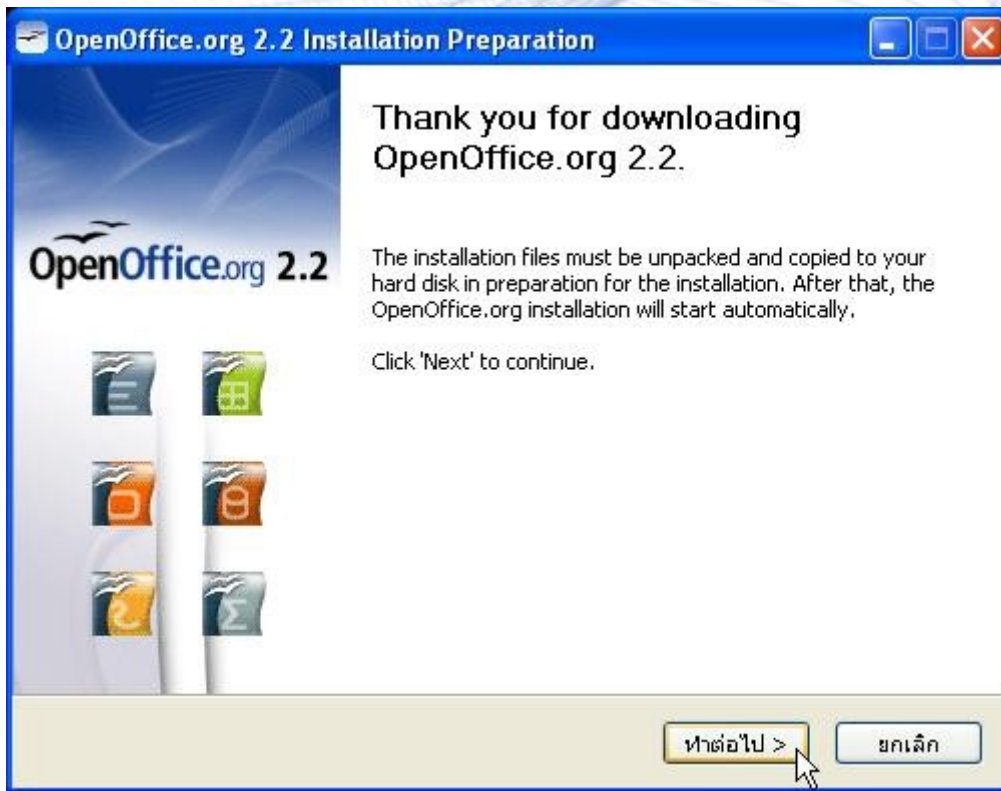 OpenOffice.org 2.2 Installation Preparation
Thank you for downloading
OpenOffice.org 2.2.
OpenOffice.org 2.2
The installation files must be unpacked and copied to your
hard disk in preparation for the installation. After that, the
OpenOffice.org installation will start automatically.
Click 'Next' to continue.
ทำต่อไป >
ยกเลิก